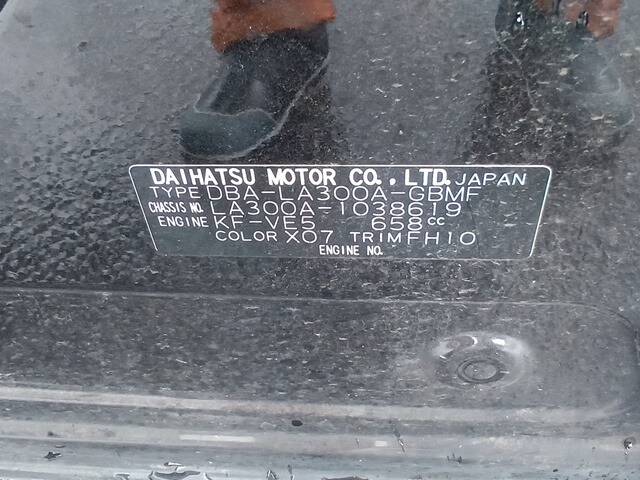 DAIHATSU MOTOR CO., LTD. JAPAN
TYPE DBA-LA300A-GBMF
CHASSIS NO. LA300A-1038619
ENGINE KF-VE5 658cc
COLOR X07 TRIM FH10
ENGINE NO.